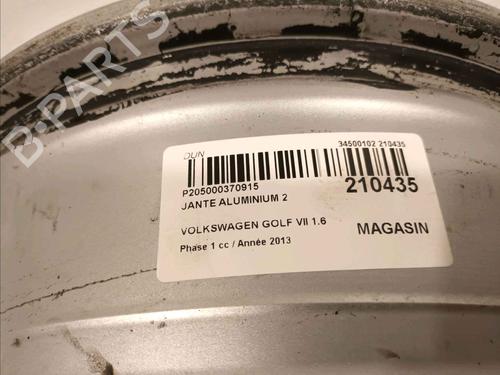 B-PARTS
DUN
34500102 210435
P205000370915
210435
JANTE ALUMINIUM 2
VOLKSWAGEN GOLF VII 1.6
MAGASIN
Phase 1 cc / Année 2013